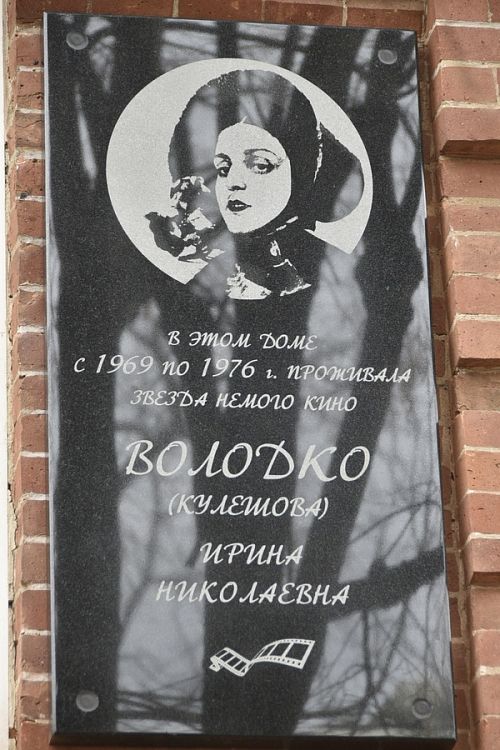 В ЭТОМ ДОМЕ
С 1969 ПО 1976 Г. ПРОЖИВАЛА
ЗВЕЗДА НЕМОГО КИНО
ВОЛОДКО
(КУЛЕШОВА)
ИРИНА
НИКОЛАЕВНА